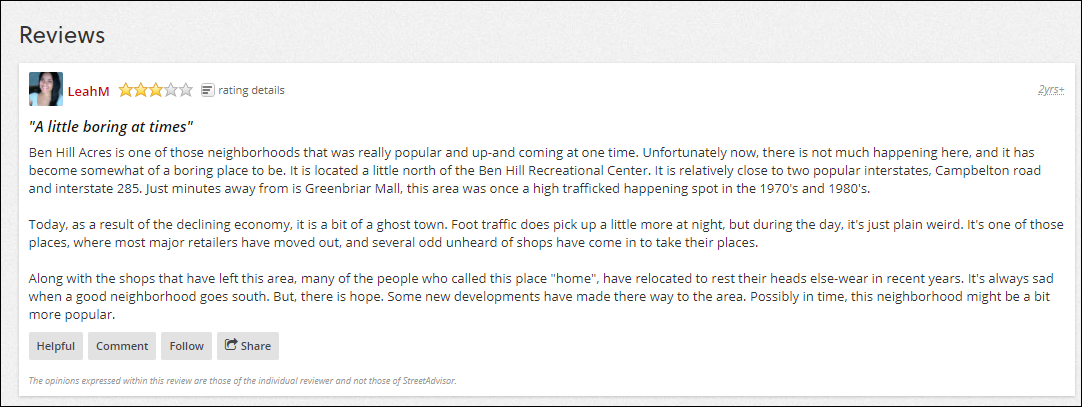 Reviews
LeahM rating details 2yrs+
"A little boring at times"
Ben Hill Acres is one of those neighborhoods that was really popular and up-and coming at one time. Unfortunately now, there is not much happening here, and it has
become somewhat of a boring place to be. It is located a little north of the Ben Hill Recreational Center. It is relatively close to two popular interstates, Campbelton road
and interstate 285. Just minutes away from is Greenbriar Mall, this area was once a high trafficked happening spot in the 1970's and 1980's.
Today, as a result of the declining economy, it is a bit of a ghost town. Foot traffic does pick up a little more at night, but during the day, it's just plain weird. It's one of those
places, where most major retailers have moved out, and several odd unheard of shops have come in to take their places.
Along with the shops that have left this area, many of the people who called this place "home", have relocated to rest their heads else-wear in recent years. It's always sad
when a good neighborhood goes south. But, there is hope. Some new developments have made there way to the area. Possibly in time, this neighborhood might be a bit
more popular.
Helpful Comment Follow Share
The opinions expressed within this review are those of the individual reviewer and not those of StreetAdvisor.